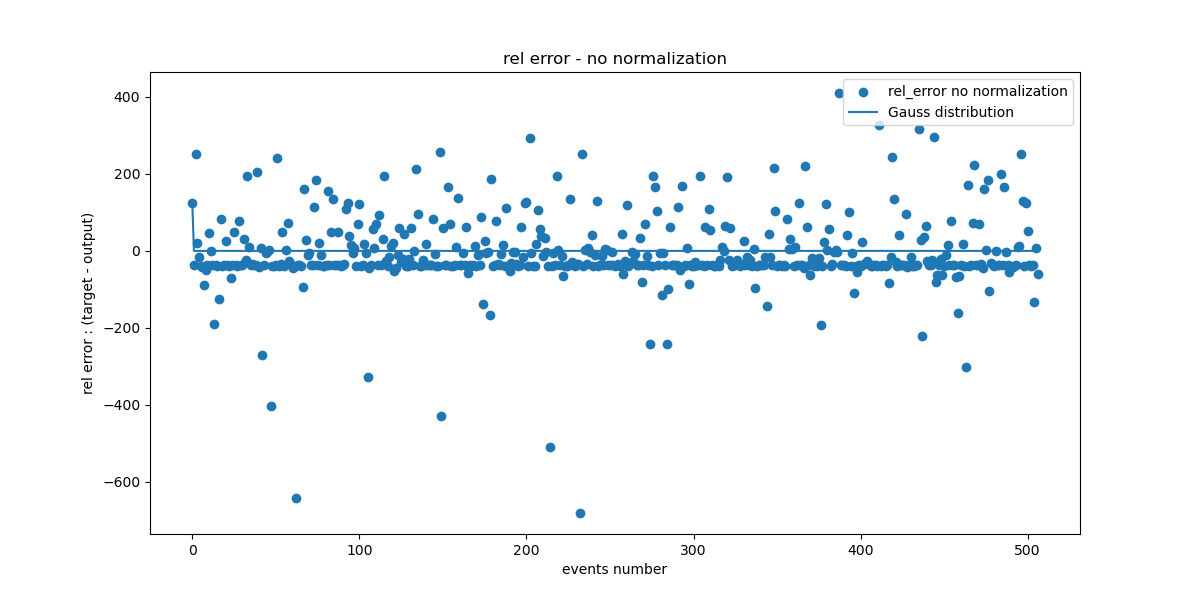 rel error - no normalization
rel_error no normalization
Gauss distribution
400
200
0
−200
−400
−600
rel error : (target - output)
0 100 200 300 400 500
events number